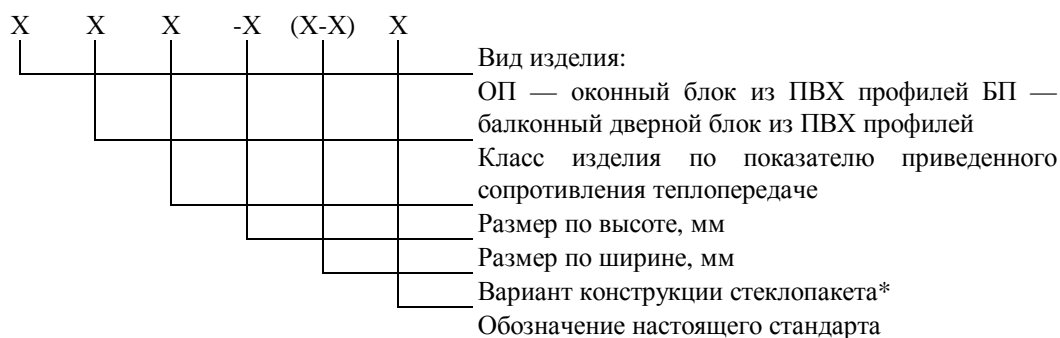 X X X -X (X-X) X
Вид изделия:
ОП — оконный блок из ПВХ профилей БП —
балконный дверной блок из ПВХ профилей
Класс изделия по показателю приведенного
сопротивления теплопередаче
Размер по высоте, мм
Размер по ширине, мм
Вариант конструкции стеклопакета*
Обозначение настоящего стандарта